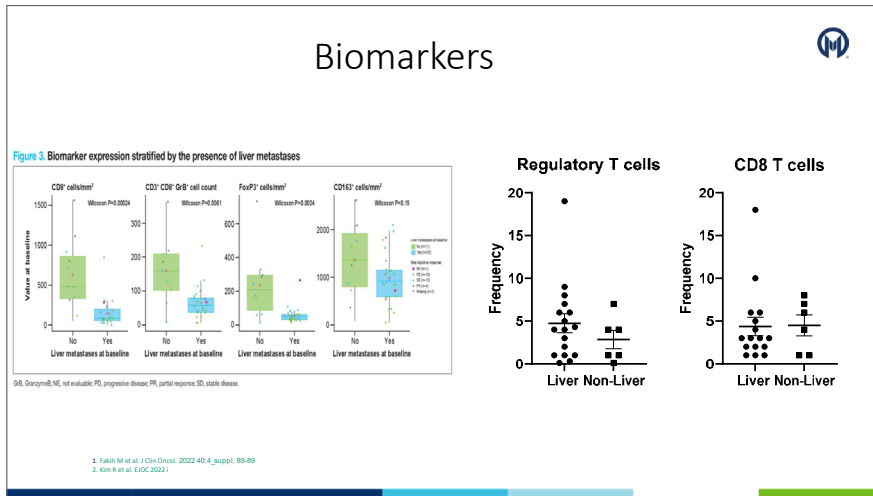 Biomarkers
Figure 3. Biomarker expression stratified by the presence of liver metastases
CD8⁺ cells/mm²
Wilcoxon P=0.00024
1500
1000
500
0
Value at baseline
No Yes
Liver metastases at baseline
CD3⁺ CD8⁺ GrB⁺ cell count
Wilcoxon P=0.0061
300
200
100
0
No Yes
Liver metastases at baseline
FoxP3⁺ cells/mm²
Wilcoxon P=0.0024
600
400
200
0
No Yes
Liver metastases at baseline
CD163⁺ cells/mm²
Wilcoxon P=0.15
2000
1000
0
No Yes
Liver metastases at baseline
Liver metastases at baseline
Best objective response
GrB, GranzymeB; NE, not evaluable; PD, progressive disease; PR, partial response; SD, stable disease.
Regulatory T cells
20
15
10
5
0
Frequency
Liver Non-Liver
CD8 T cells
20
15
10
5
0
Frequency
Liver Non-Liver
1. Fakih M et al. J Clin Oncol. 2022 40:4_suppl, 89-89
2. Kim R et al. EJOC 2022 i